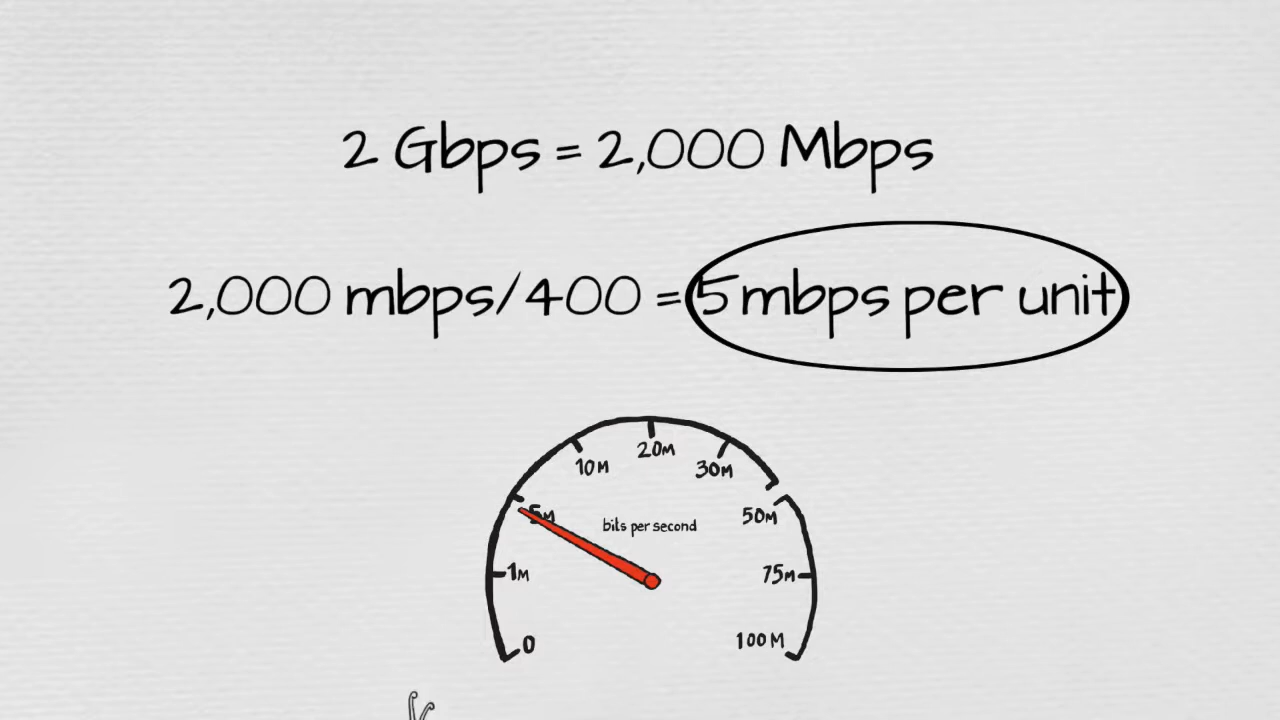 2 Gbps = 2,000 Mbps
2,000 mbps/400 = 5 mbps per unit
20M
10M
30M
5M
bits per second
50M
1M
75M
0
100M